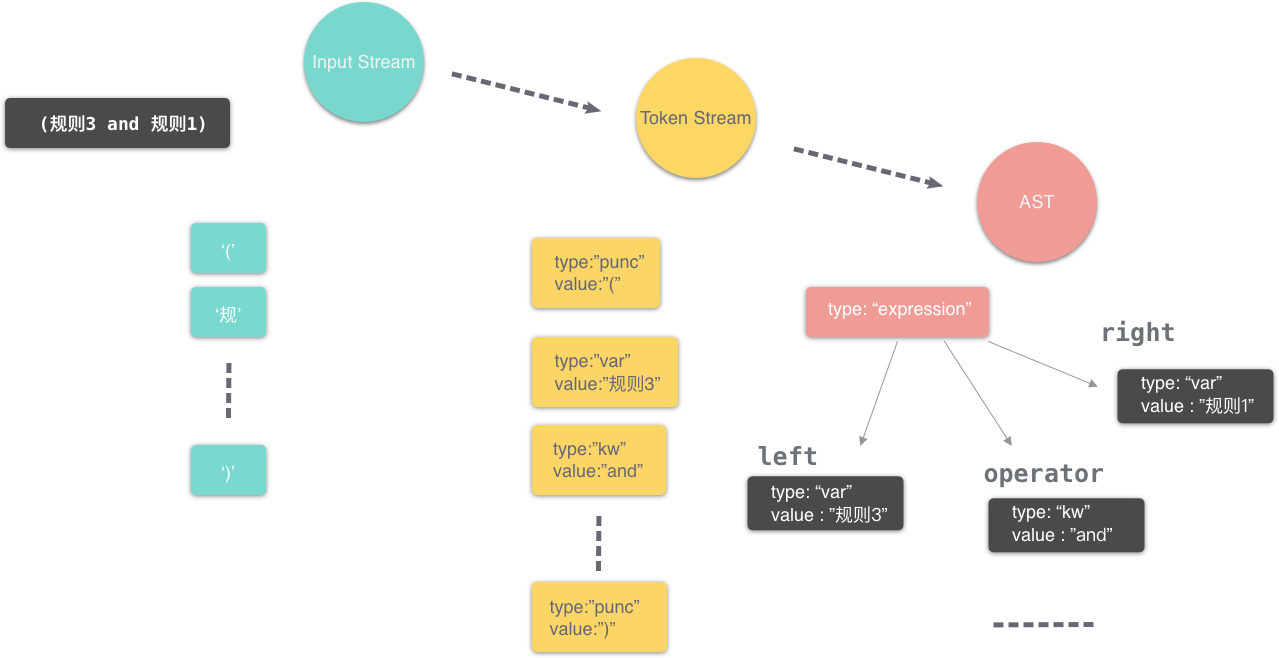 Input Stream
Token Stream
AST
(规则3 and 规则1)
‘(’
‘规’
‘)’
type:”punc”
value:”(”
type:”var”
value:”规则3”
type:”kw”
value:”and”
type:”punc”
value:”)”
type: “expression”
left
type: “var”
value : ”规则3”
operator
type: “kw”
value : ”and”
right
type: “var”
value : ”规则1”